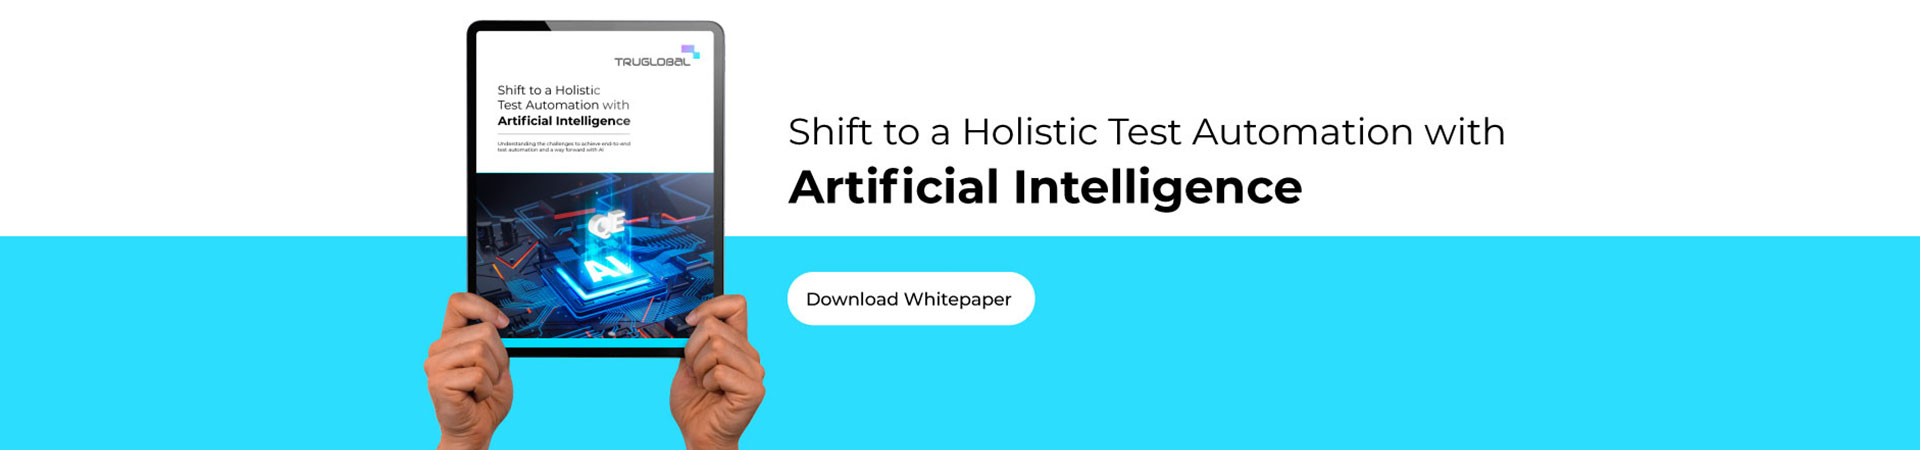 TRUGLOBAL
Shift to a Holistic
Test Automation with
Artificial Intelligence
Understanding the challenges to achieve end-to-end
test automation and a way forward with AI
QE
AI
Shift to a Holistic Test Automation with
Artificial Intelligence
Download Whitepaper